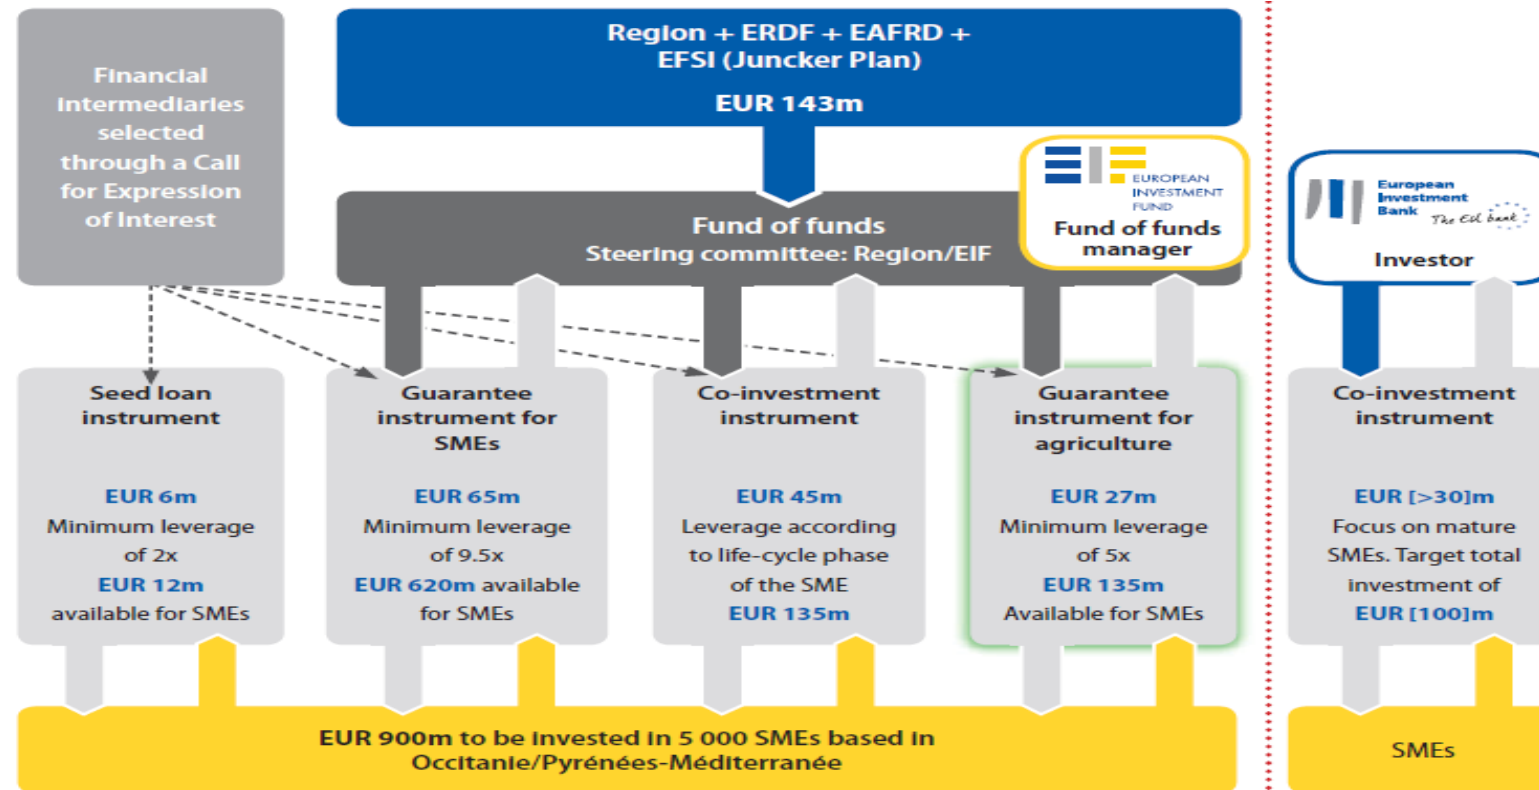 Financial
intermediaries
selected
through a Call
for Expression
of Interest
Region + ERDF + EAFRD +
EFSI (Juncker Plan)
EUR 143m
EUROPEAN
INVESTMENT
FUND
Fund of funds
manager
Fund of funds
Steering committee: Region/EIF
European
Investment
Bank
The EU bank
Investor
Seed loan
instrument
EUR 6m
Minimum leverage
of 2x
EUR 12m
available for SMEs
Guarantee
instrument for
SMEs
EUR 65m
Minimum leverage
of 9.5x
EUR 620m available
for SMEs
Co-investment
instrument
EUR 45m
Leverage according
to life-cycle phase
of the SME
EUR 135m
Guarantee
instrument for
agriculture
EUR 27m
Minimum leverage
of 5x
EUR 135m
Available for SMEs
Co-investment
instrument
EUR [>30]m
Focus on mature
SMEs. Target total
investment of
EUR [100]m
EUR 900m to be invested in 5 000 SMEs based in
Occitanie/Pyrénées-Méditerranée
SMEs